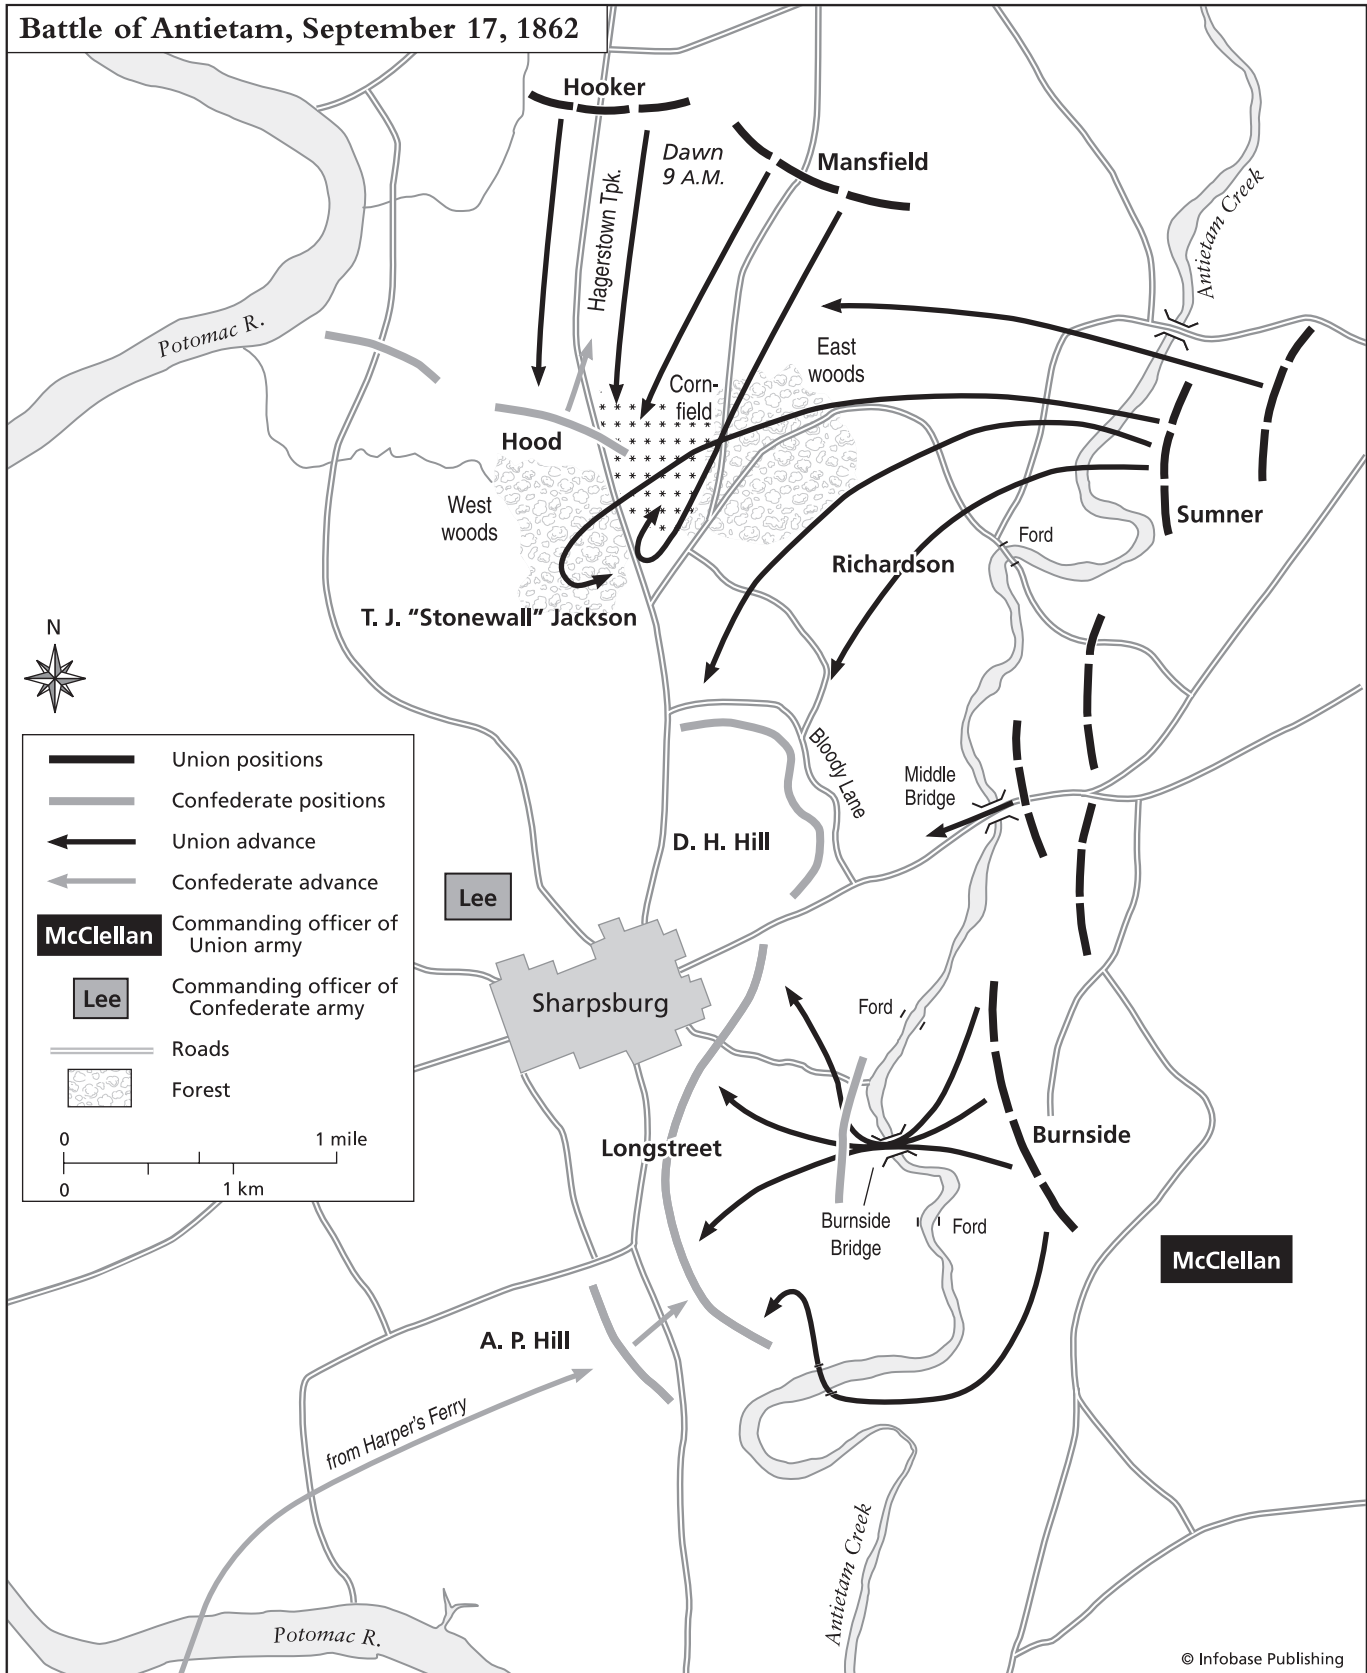 Battle of Antietam, September 17, 1862
Hooker
Dawn
9 A.M.
Mansfield
Hagerstown Tpk.
Antietam Creek
Potomac R.
East
woods
Corn-
field
Hood
West
woods
Sumner
Ford
Richardson
T. J. "Stonewall" Jackson
N
Bloody Lane
Middle
Bridge
D. H. Hill
Lee
Sharpsburg
Ford
Longstreet
Burnside
Burnside
Bridge
Ford
McClellan
A. P. Hill
from Harper's Ferry
Antietam Creek
Potomac R.
Union positions
Confederate positions
Union advance
Confederate advance
McClellan
Commanding officer of
Union army
Lee
Commanding officer of
Confederate army
Roads
Forest
0 1 mile
0 1 km
© Infobase Publishing